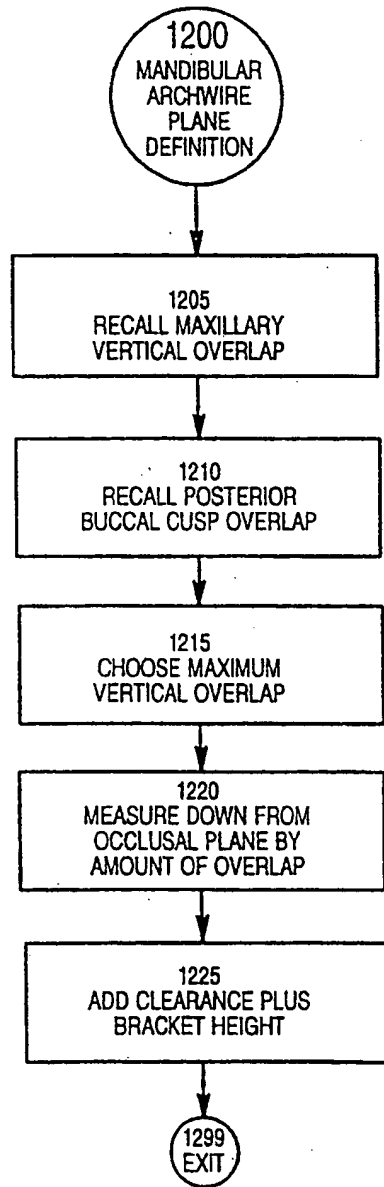 1200
MANDIBULAR
ARCHWIRE
PLANE
DEFINITION
1205
RECALL MAXILLARY
VERTICAL OVERLAP
1210
RECALL POSTERIOR
BUCCAL CUSP OVERLAP
1215
CHOOSE MAXIMUM
VERTICAL OVERLAP
1220
MEASURE DOWN FROM
OCCLUSAL PLANE BY
AMOUNT OF OVERLAP
1225
ADD CLEARANCE PLUS
BRACKET HEIGHT
1299
EXIT